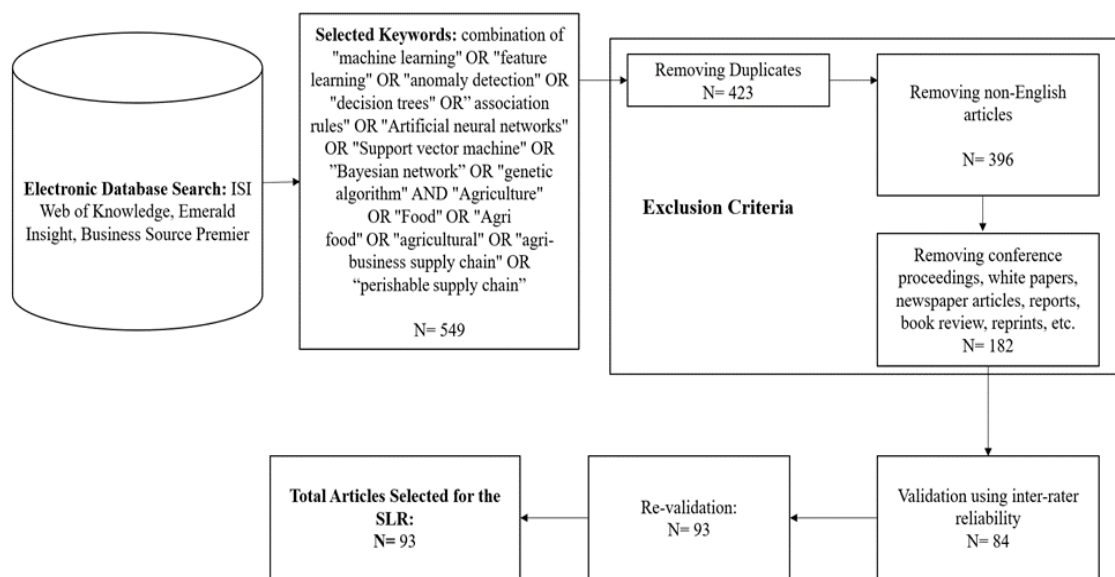 Electronic Database Search: ISI
Web of Knowledge, Emerald
Insight, Business Source Premier
Selected Keywords: combination of
"machine learning" OR "feature
learning" OR "anomaly detection" OR
"decision trees" OR” association
rules" OR "Artificial neural networks"
OR "Support vector machine" OR
”Bayesian network” OR "genetic
algorithm" AND "Agriculture"
OR "Food" OR "Agri
food" OR "agricultural" OR "agri-
business supply chain" OR
“perishable supply chain”
N= 549
Removing Duplicates
N= 423
Removing non-English
articles
N= 396
Exclusion Criteria
Removing conference
proceedings, white papers,
newspaper articles, reports,
book review, reprints, etc.
N= 182
Validation using inter-rater
reliability
N= 84
Re-validation:
N= 93
Total Articles Selected for the
SLR:
N= 93